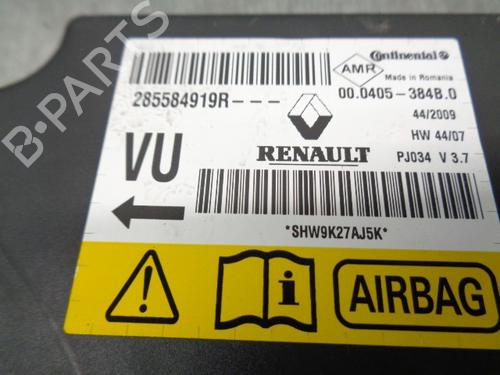 B-PARTS
Continental
AMR
Made in Romania
285584919R---
00.0405-384B.0
44/2009
HW 44/07
VU
RENAULT
PJ034 V 3.7
*SHW9K27AJ5K*
AIRBAG